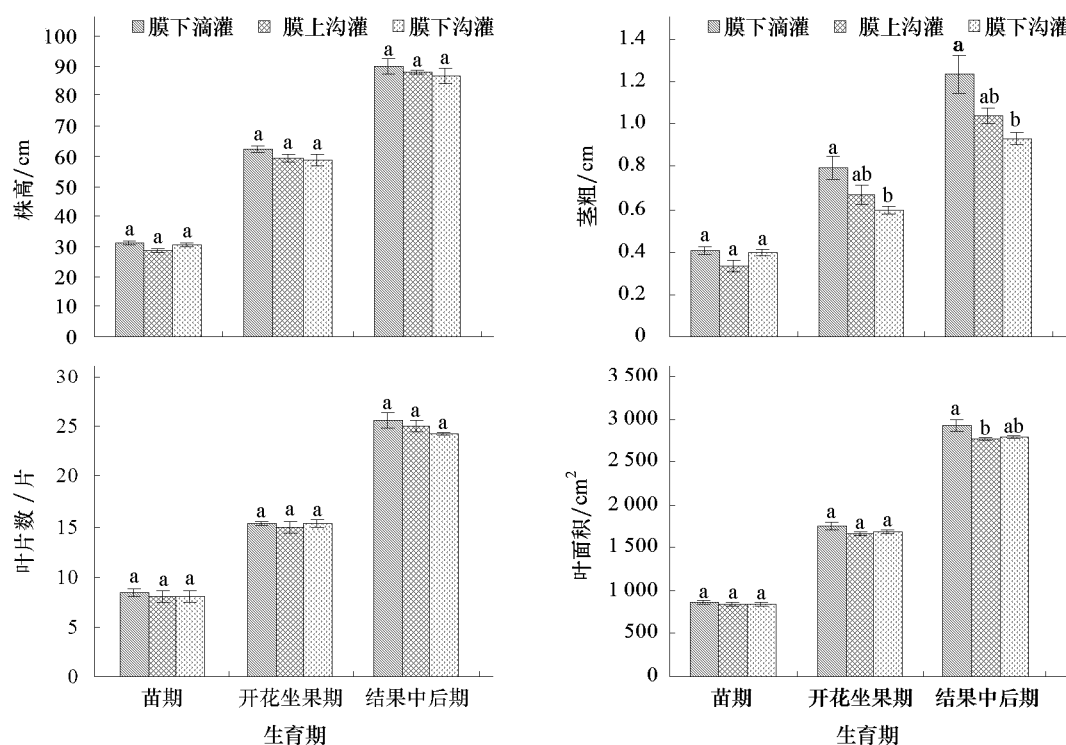 膜下滴灌 膜上沟灌 膜下沟灌
株高/cm
100
90
80
70
60
50
40
30
20
10
0
a a a
a a a
a a a
膜下滴灌 膜上沟灌 膜下沟灌
茎粗/cm
1.4
1.2
1.0
0.8
0.6
0.4
0.2
0
a a a
a ab b
a ab b
叶片数/片
30
25
20
15
10
5
0
a a a
a a a
a a a
苗期 开花坐果期 结果中后期
生育期
叶面积/cm²
3 500
3 000
2 500
2 000
1 500
1 000
500
0
a a a
a a a
a b ab
苗期 开花坐果期 结果中后期
生育期